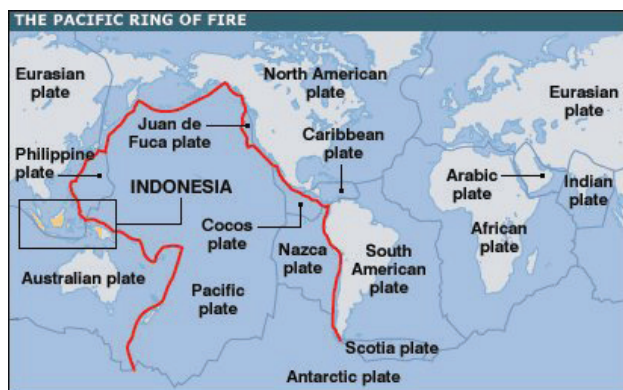 THE PACIFIC RING OF FIRE
Eurasian
plate
North American
plate
Eurasian
plate
Juan de
Fuca plate
Caribbean
plate
Philippine
plate
INDONESIA
Arabic
plate
Indian
plate
Cocos
plate
African
plate
Nazca
plate
South
American
plate
Australian plate
Pacific
plate
Scotia plate
Antarctic plate